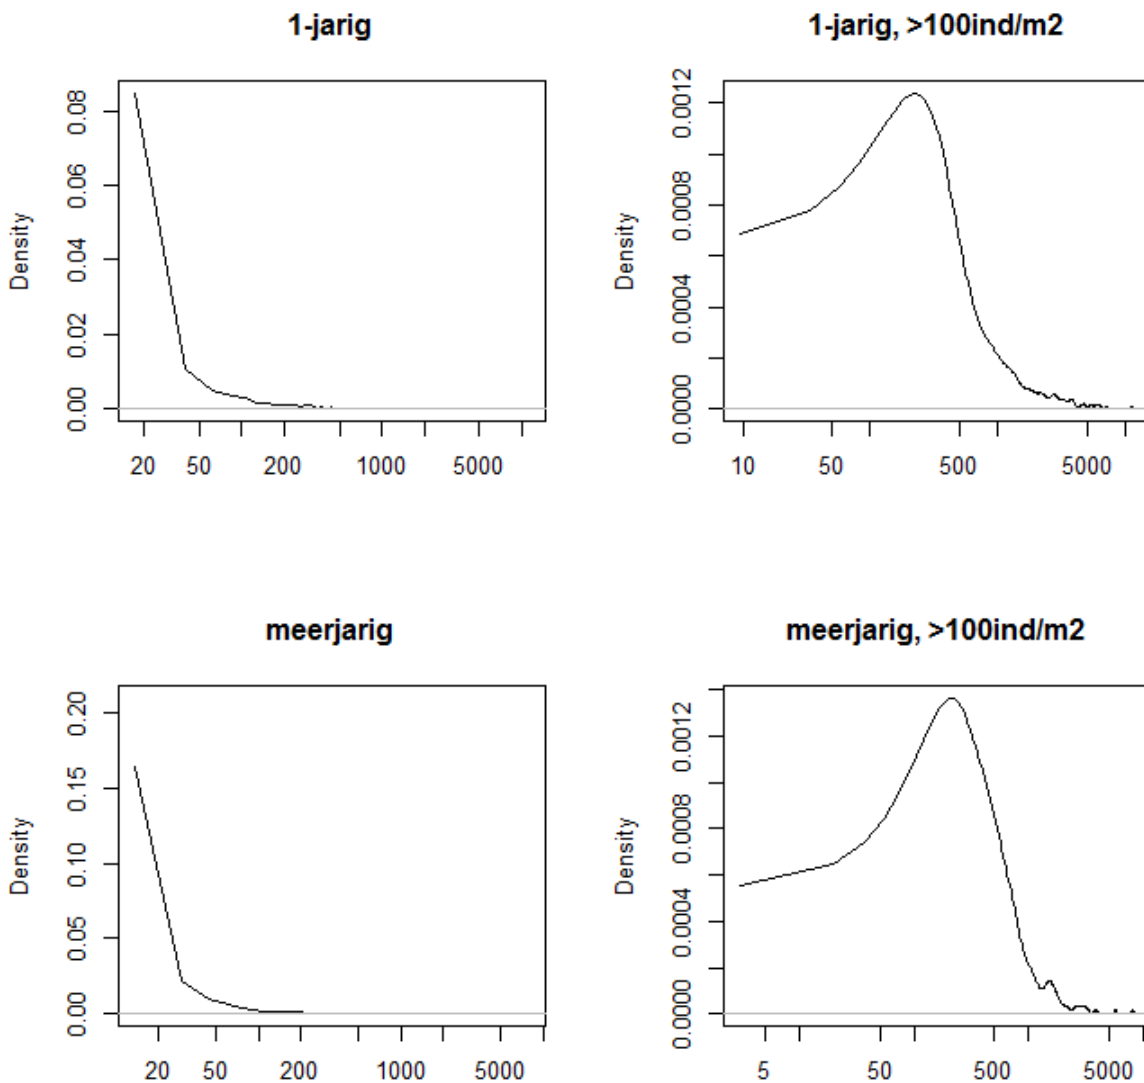 1-jarig
Density
0.00 0.02 0.04 0.06 0.08
20 50 200 1000 5000
1-jarig, >100ind/m2
Density
0.0000 0.0004 0.0008 0.0012
10 50 500 5000
meerjarig
Density
0.00 0.05 0.10 0.15 0.20
20 50 200 1000 5000
meerjarig, >100ind/m2
Density
0.0000 0.0004 0.0008 0.0012
5 50 500 5000